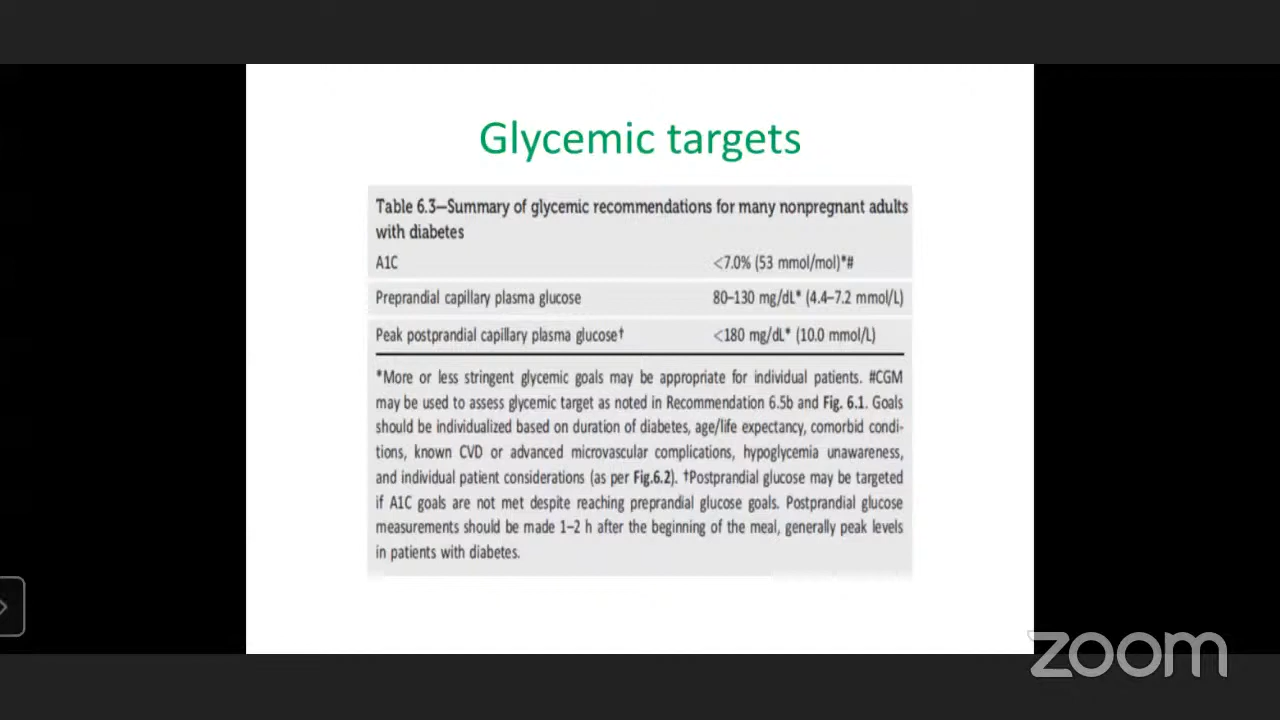 Glycemic targets
Table 6.3—Summary of glycemic recommendations for many nonpregnant adults
with diabetes
A1C <7.0% (53 mmol/mol)*#
Preprandial capillary plasma glucose 80–130 mg/dL* (4.4–7.2 mmol/L)
Peak postprandial capillary plasma glucose† <180 mg/dL* (10.0 mmol/L)
*More or less stringent glycemic goals may be appropriate for individual patients. #CGM
may be used to assess glycemic target as noted in Recommendation 6.5b and Fig. 6.1. Goals
should be individualized based on duration of diabetes, age/life expectancy, comorbid condi-
tions, known CVD or advanced microvascular complications, hypoglycemia unawareness,
and individual patient considerations (as per Fig.6.2). †Postprandial glucose may be targeted
if A1C goals are not met despite reaching preprandial glucose goals. Postprandial glucose
measurements should be made 1–2 h after the beginning of the meal, generally peak levels
in patients with diabetes.
zoom